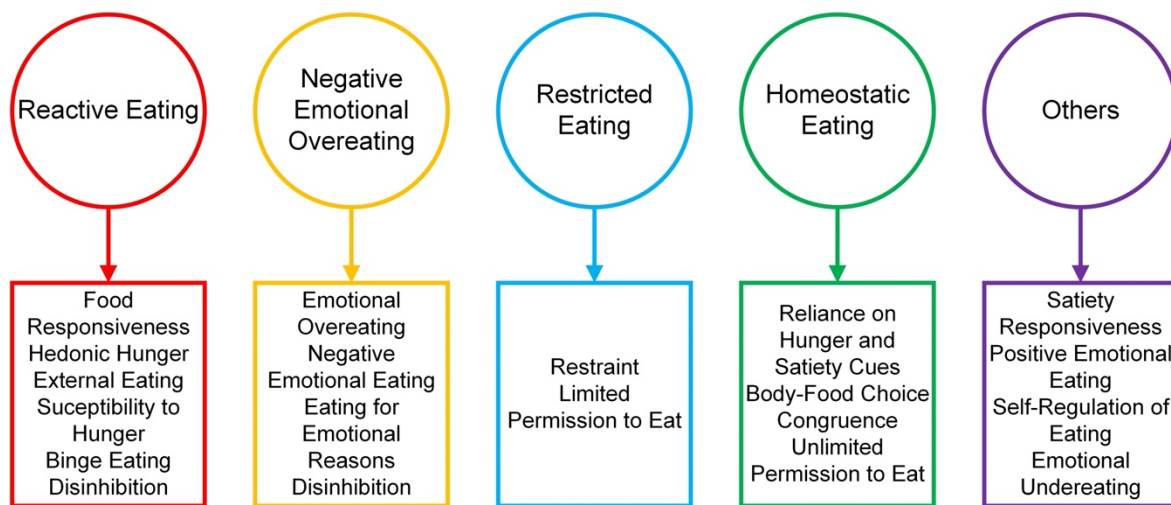 Reactive Eating
Negative
Emotional
Overeating
Restricted
Eating
Homeostatic
Eating
Others
Food
Responsiveness
Hedonic Hunger
External Eating
Suceptibility to
Hunger
Binge Eating
Disinhibition
Emotional
Overeating
Negative
Emotional Eating
Eating for
Emotional
Reasons
Disinhibition
Restraint
Limited
Permission to Eat
Reliance on
Hunger and
Satiety Cues
Body-Food Choice
Congruence
Unlimited
Permission to Eat
Satiety
Responsiveness
Positive Emotional
Eating
Self-Regulation of
Eating
Emotional
Undereating